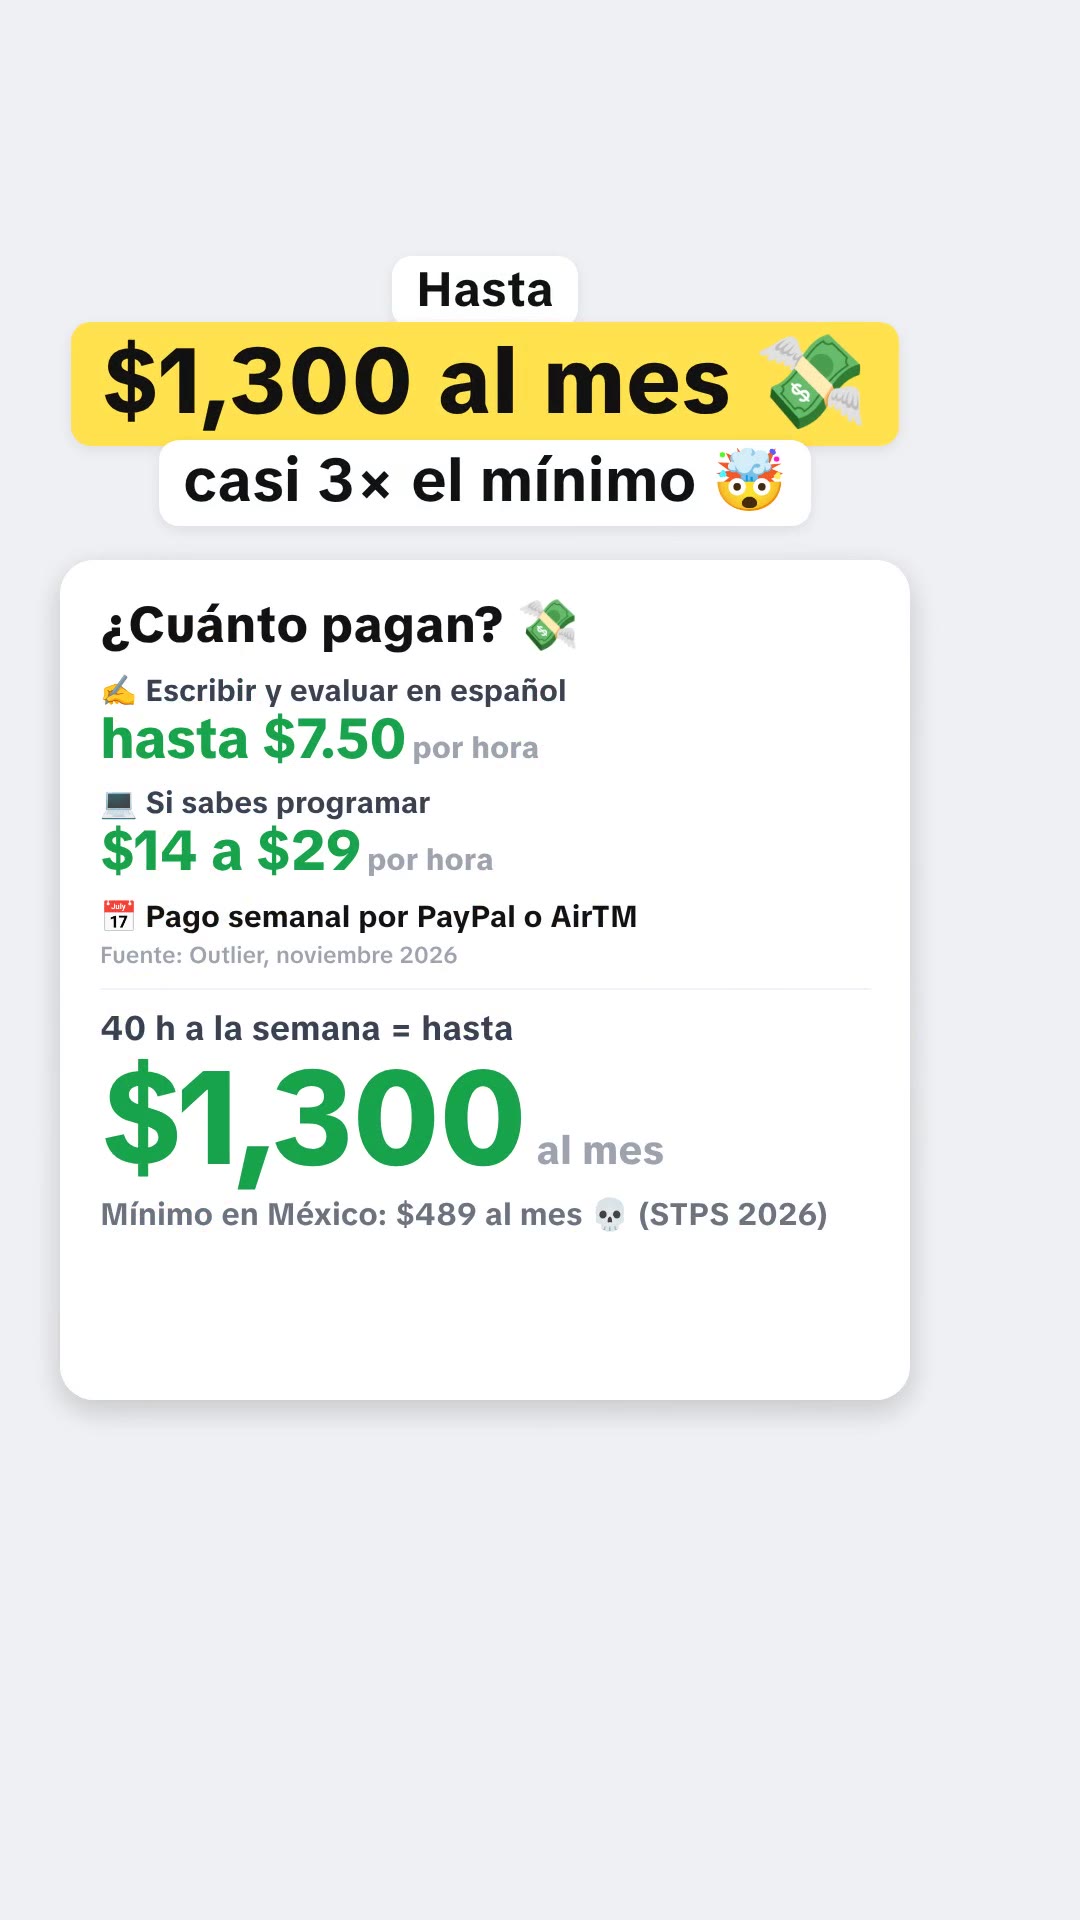 Hasta
$1,300 al mes 💸
casi 3× el mínimo 🤯
¿Cuánto pagan? 💸
✍️ Escribir y evaluar en español
hasta $7.50 por hora
💻 Si sabes programar
$14 a $29 por hora
📅 Pago semanal por PayPal o AirTM
Fuente: Outlier, noviembre 2026
40 h a la semana = hasta
$1,300 al mes
Mínimo en México: $489 al mes 💀 (STPS 2026)